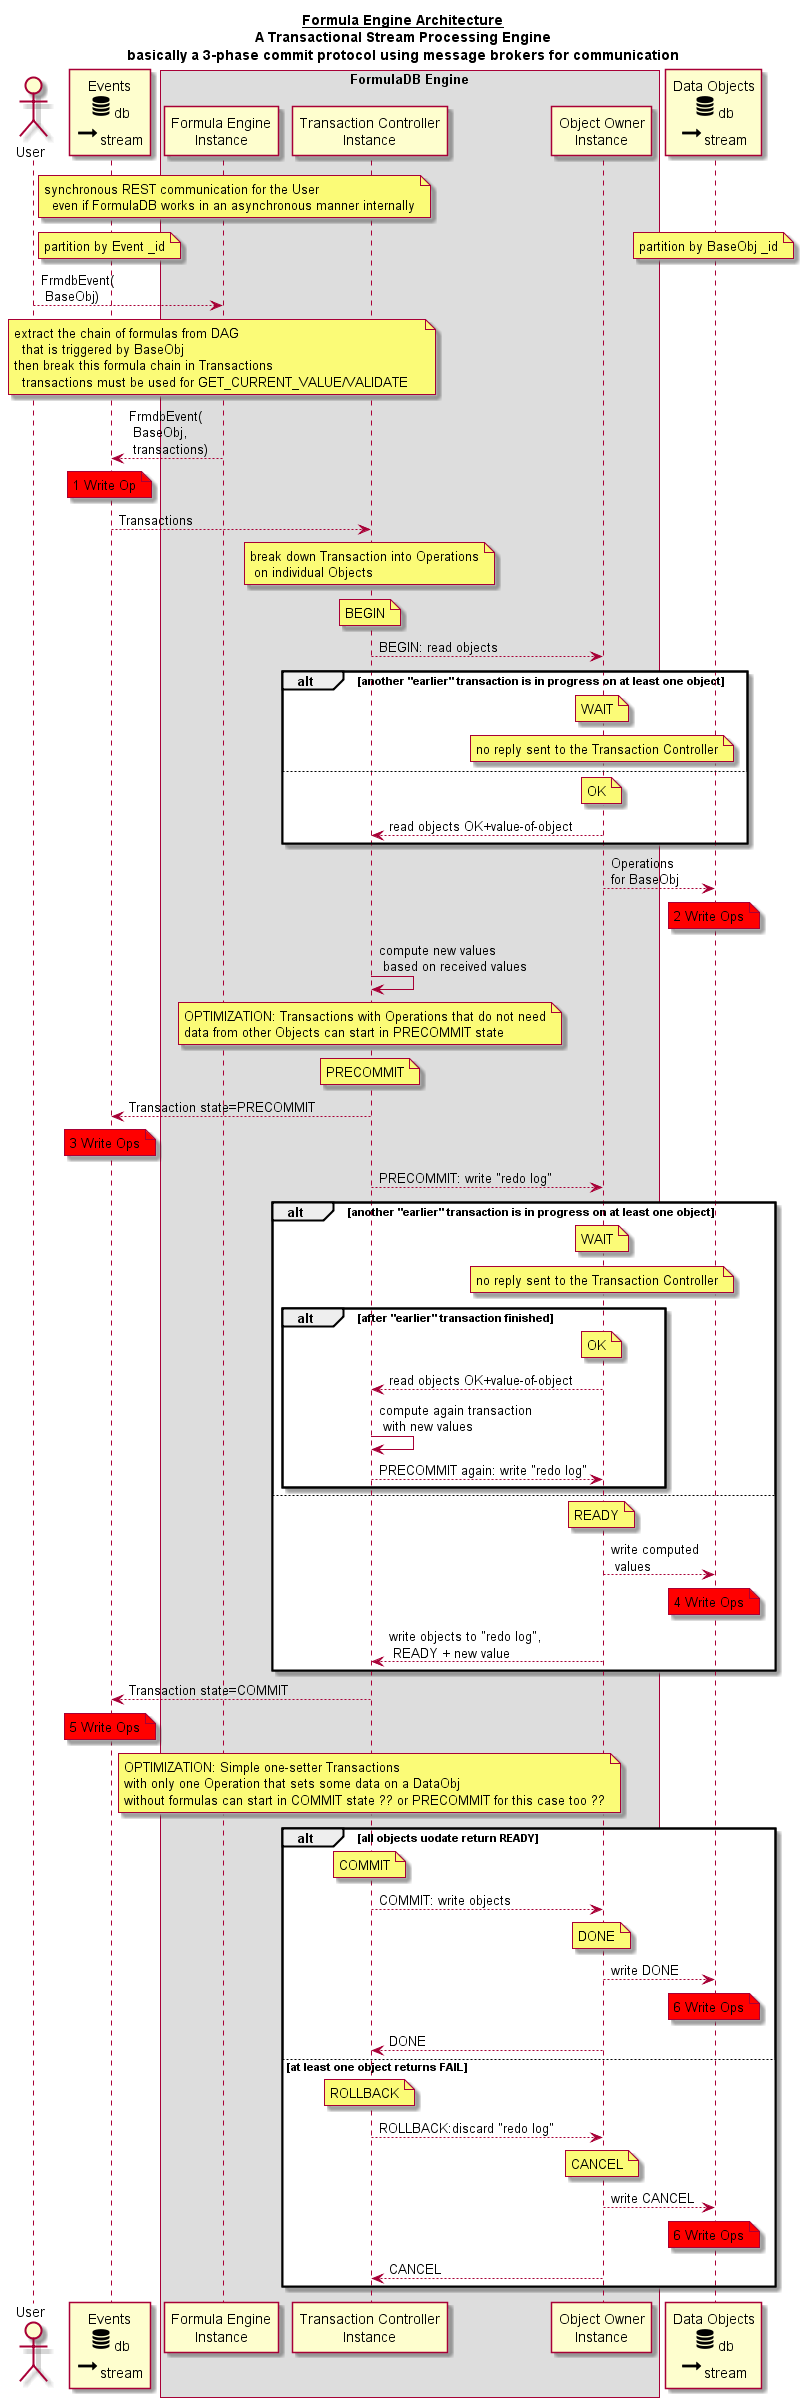 Formula Engine Architecture
A Transactional Stream Processing Engine
basically a 3-phase commit protocol using message brokers for communication
FormulaDB Engine
User
Events
db
stream
Formula Engine
Instance
Transaction Controller
Instance
Object Owner
Instance
Data Objects
db
stream
synchronous REST communication for the User
even if FormulaDB works in an asynchronous manner internally
partition by Event _id
partition by BaseObj _id
FrmdbEvent(
BaseObj)
extract the chain of formulas from DAG
that is triggered by BaseObj
then break this formula chain in Transactions
transactions must be used for GET_CURRENT_VALUE/VALIDATE
FrmdbEvent(
BaseObj,
transactions)
1 Write Op
Transactions
break down Transaction into Operations
on individual Objects
BEGIN
BEGIN: read objects
alt [another "earlier" transaction is in progress on at least one object]
WAIT
no reply sent to the Transaction Controller
OK
read objects OK+value-of-object
Operations
for BaseObj
2 Write Ops
compute new values
based on received values
OPTIMIZATION: Transactions with Operations that do not need
data from other Objects can start in PRECOMMIT state
PRECOMMIT
Transaction state=PRECOMMIT
3 Write Ops
PRECOMMIT: write "redo log"
alt [another "earlier" transaction is in progress on at least one object]
WAIT
no reply sent to the Transaction Controller
alt [after "earlier" transaction finished]
OK
read objects OK+value-of-object
compute again transaction
with new values
PRECOMMIT again: write "redo log"
READY
write computed
values
4 Write Ops
write objects to "redo log",
READY + new value
Transaction state=COMMIT
5 Write Ops
OPTIMIZATION: Simple one-setter Transactions
with only one Operation that sets some data on a DataObj
without formulas can start in COMMIT state ?? or PRECOMMIT for this case too ??
alt [all objects uodate return READY]
COMMIT
COMMIT: write objects
DONE
write DONE
6 Write Ops
DONE
[at least one object returns FAIL]
ROLLBACK
ROLLBACK:discard "redo log"
CANCEL
write CANCEL
6 Write Ops
CANCEL
User
Events
db
stream
Formula Engine
Instance
Transaction Controller
Instance
Object Owner
Instance
Data Objects
db
stream